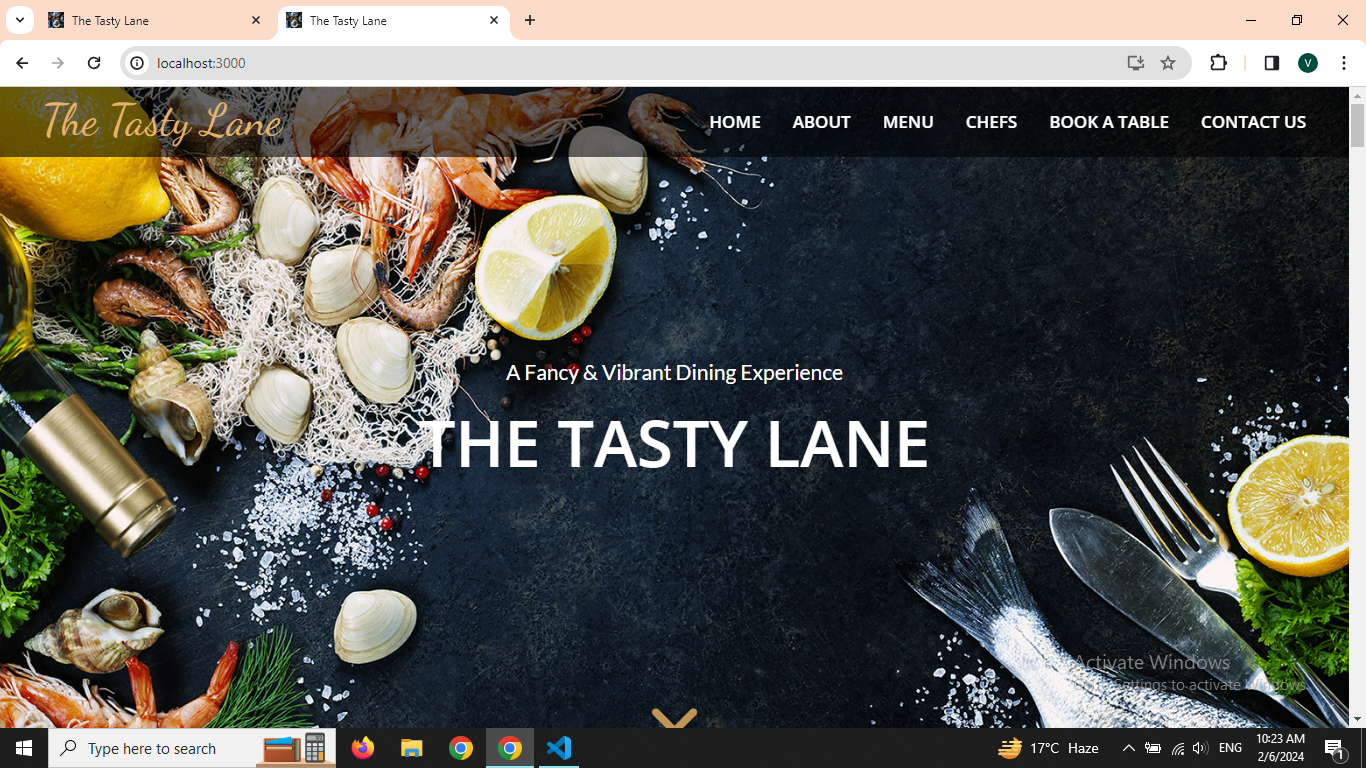 The Tasty Lane
The Tasty Lane
localhost:3000
V
The Tasty Lane
HOME ABOUT MENU CHEFS BOOK A TABLE CONTACT US
A Fancy & Vibrant Dining Experience
THE TASTY LANE
Activate Windows
settings to activate Windows.
Type here to search
17°C Haze
ENG
10:23 AM
2/6/2024
1